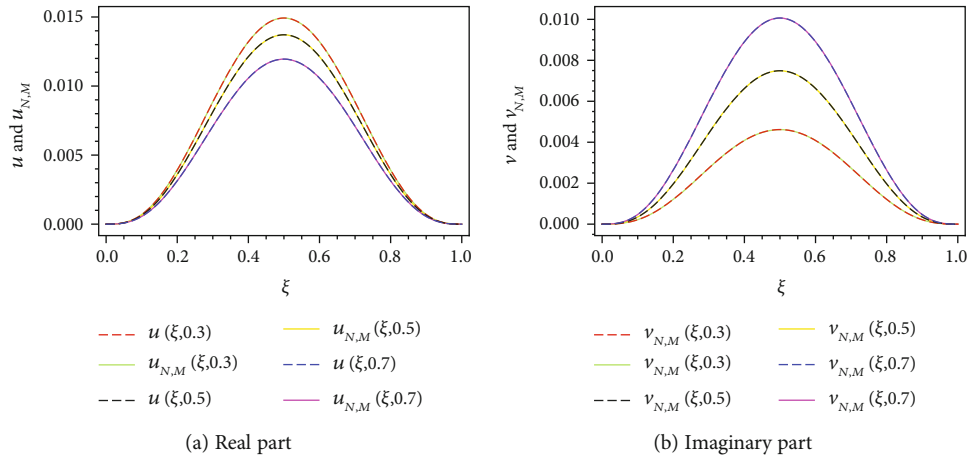 0.015
0.010
0.005
0.000
u and u_{N,M}
0.0 0.2 0.4 0.6 0.8 1.0
ξ
u (ξ,0.3)
u_{N,M} (ξ,0.3)
u (ξ,0.5)
u_{N,M} (ξ,0.5)
u (ξ,0.7)
u_{N,M} (ξ,0.7)
(a) Real part
0.010
0.008
0.006
0.004
0.002
0.000
v and v_{N,M}
0.0 0.2 0.4 0.6 0.8 1.0
ξ
v_{N,M} (ξ,0.3)
v_{N,M} (ξ,0.3)
v_{N,M} (ξ,0.5)
v_{N,M} (ξ,0.5)
v_{N,M} (ξ,0.7)
v_{N,M} (ξ,0.7)
(b) Imaginary part